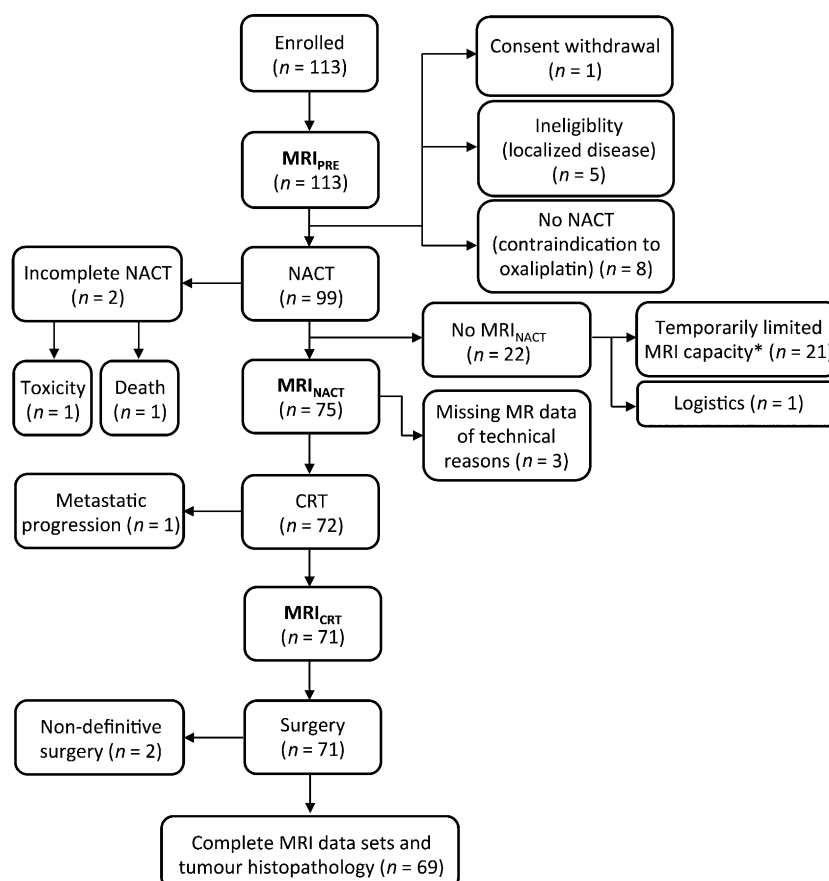 Enrolled
(n = 113)
Consent withdrawal
(n = 1)
MRIPRE
(n = 113)
Ineligiblity
(localized disease)
(n = 5)
No NACT
(contraindication to
oxaliplatin) (n = 8)
Incomplete NACT
(n = 2)
NACT
(n = 99)
Toxicity
(n = 1)
Death
(n = 1)
No MRINACT
(n = 22)
Temporarily limited
MRI capacity* (n = 21)
Logistics (n = 1)
MRINACT
(n = 75)
Missing MR data
of technical
reasons (n = 3)
Metastatic
progression (n = 1)
CRT
(n = 72)
MRICRT
(n = 71)
Non-definitive
surgery (n = 2)
Surgery
(n = 71)
Complete MRI data sets and
tumour histopathology (n = 69)